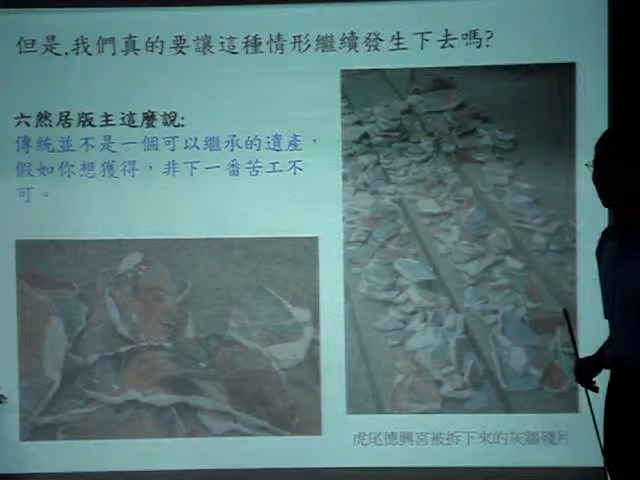 但是,我們真的要讓這種情形繼續發生下去嗎?
六然居版主這麼說:
傳統並不是一個可以繼承的遺產，
假如你想獲得，非下一番苦工不
可。
虎尾德興宮被拆下來的灰牆殘片